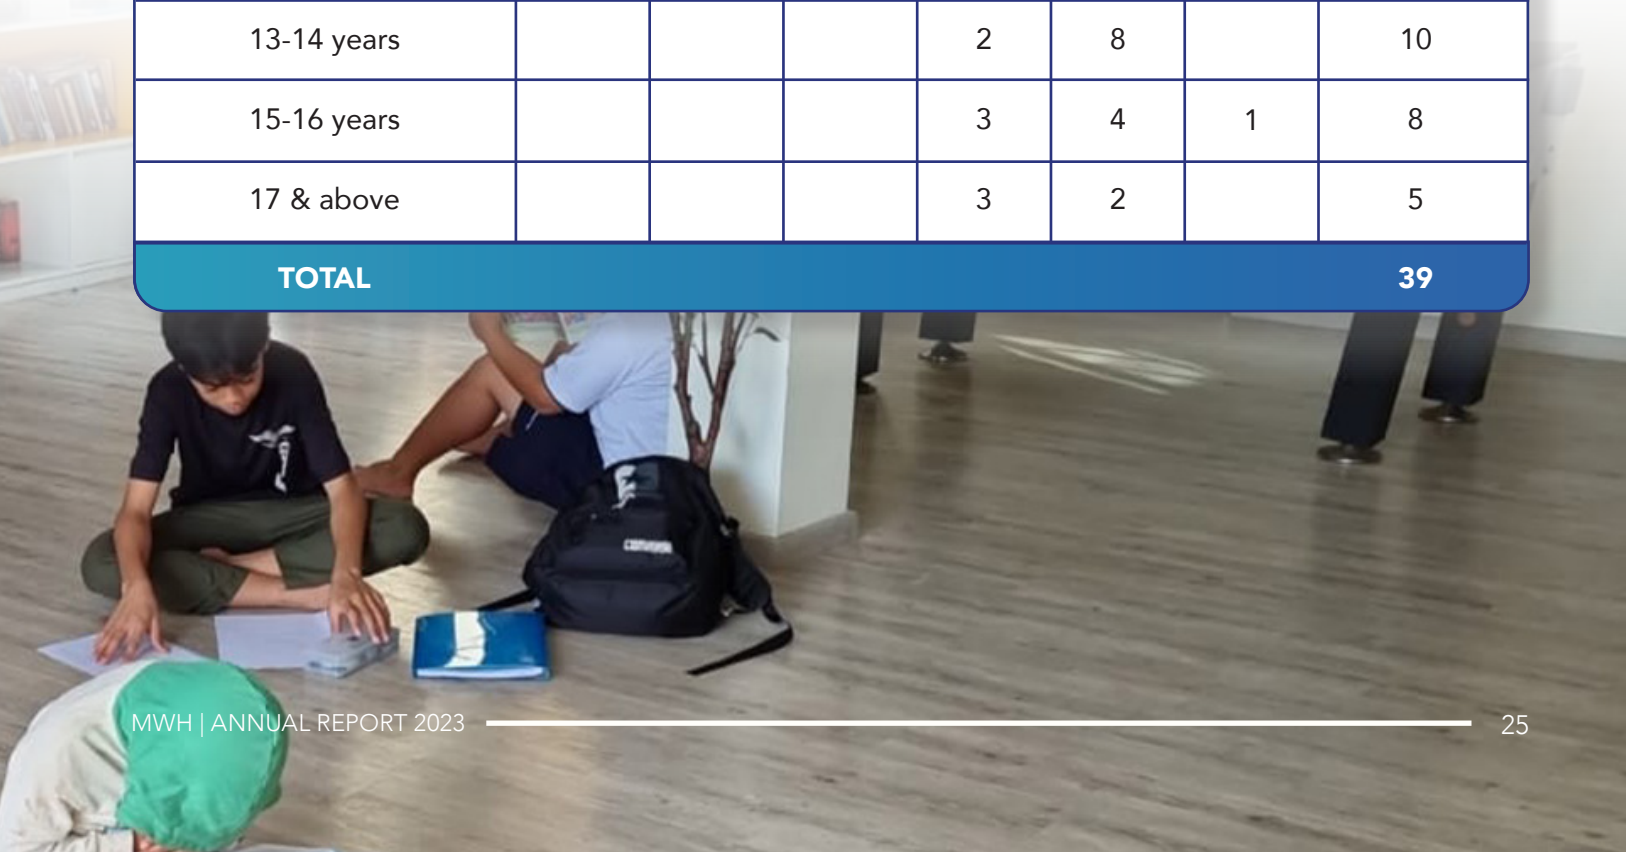 13-14 years 2 8 10
15-16 years 3 4 1 8
17 & above 3 2 5
TOTAL 39
CONVERSE
MWH | ANNUAL REPORT 2023 25